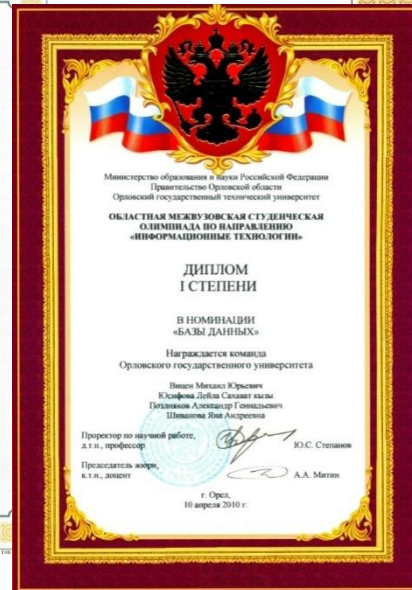 Министерство образования и науки Российской Федерации
Правительство Орловской области
Орловский государственный технический университет
ОБЛАСТНАЯ МЕЖВУЗОВСКАЯ СТУДЕНЧЕСКАЯ
ОЛИМПИАДА ПО НАПРАВЛЕНИЮ
«ИНФОРМАЦИОННЫЕ ТЕХНОЛОГИИ»
ДИПЛОМ
I СТЕПЕНИ
В НОМИНАЦИИ
«БАЗЫ ДАННЫХ»
Награждается команда
Орловского государственного университета
Вицен Михаил Юрьевич
Юсифова Лейла Сахават кызы
Поздняков Александр Геннадьевич
Шиванова Яна Андреевна
Проректор по научной работе,
д.т.н., профессор
Ю.С. Степанов
Председатель жюри,
к.т.н., доцент
А.А. Митин
г. Орел,
10 апреля 2010 г.